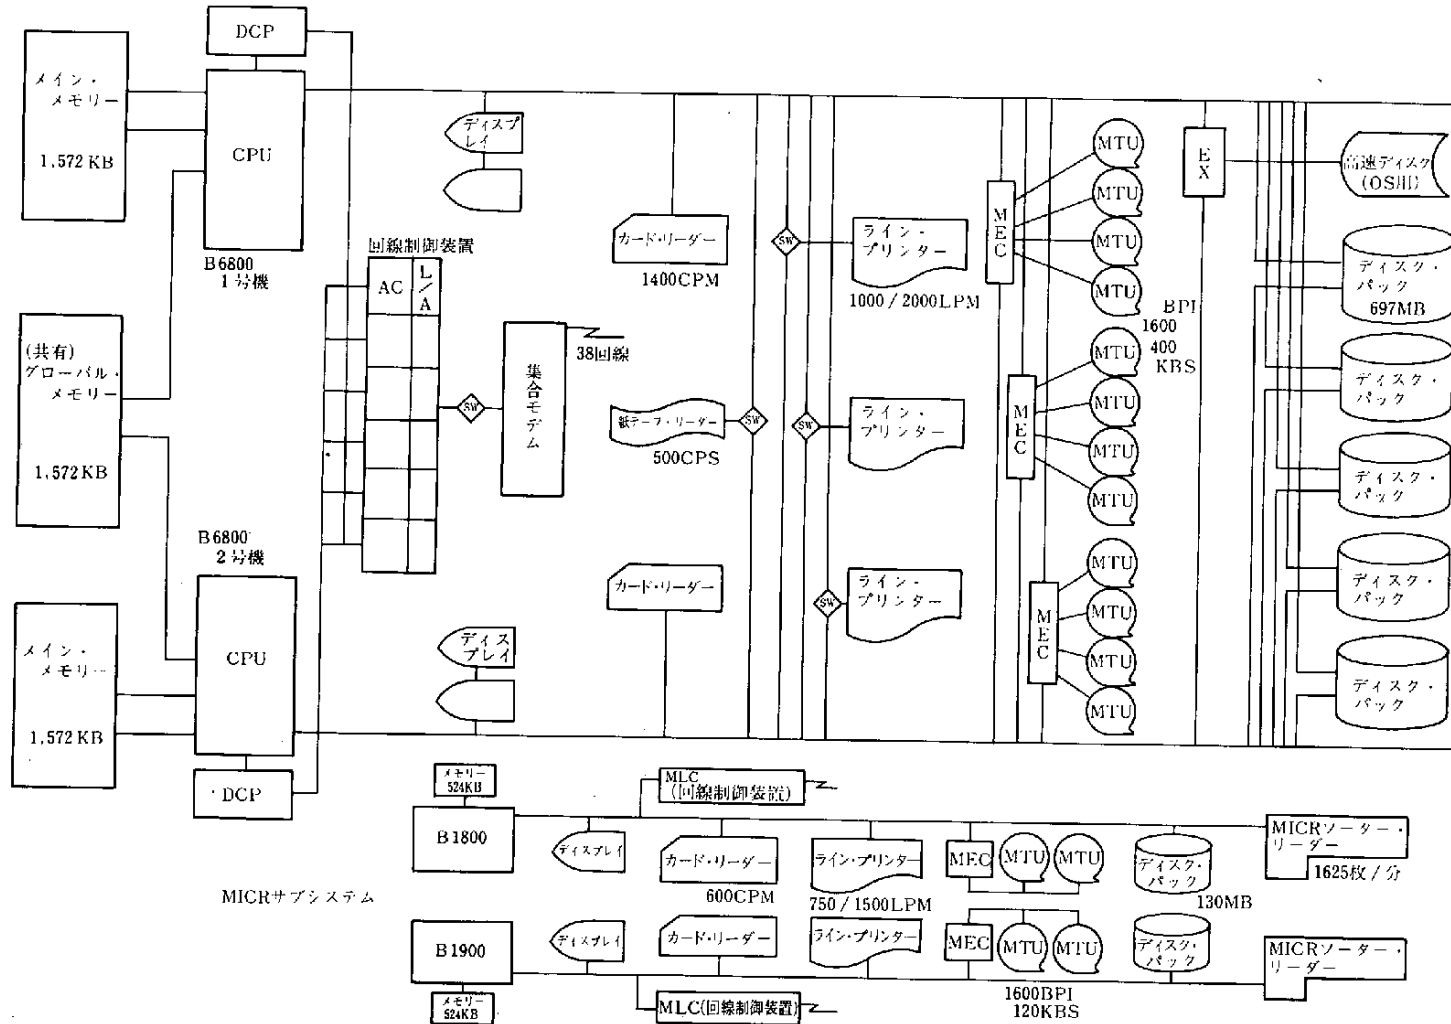 DCP
メイン・
メモリー
1,572KB
CPU
B6800
1号機
ディスプ
レイ
カード・リーダー
1400CPM
SW
ライン・
プリンター
1000/2000LPM
MEC
MTU
MTU
MTU
MTU
EX
高速ディスク
(OS用)
ディスク・
パック
697MB
回線制御装置
AC
L/A
(共有)
グローバル・
メモリー
1,572KB
SW
集合モデム
38回線
紙テープ・リーダー
500CPS
SW
SW
ライン・
プリンター
MEC
MTU
MTU
MTU
MTU
BPI
1600
400
KBS
ディスク・
パック
ディスク・
パック
B6800
2号機
CPU
メイン・
メモリー
1,572KB
DCP
ディス
プレイ
カード・リーダー
SW
ライン・
プリンター
MEC
MTU
MTU
MTU
MTU
ディスク・
パック
ディスク・
パック
メモリー
524KB
B1800
MLC
(回線制御装置)
ディスプレイ
カード・リーダー
600CPM
ライン・プリンター
750/1500LPM
MEC
MTU
MTU
ディスク・
パック
130MB
MICRソーター・
リーダー
1625枚/分
MICRサブシステム
B1900
メモリー
524KB
ディスプレイ
カード・リーダー
ライン・プリンター
MEC
MTU
MTU
ディスク・
パック
MICRソーター・
リーダー
MLC(回線制御装置)
1600BPI
120KBS